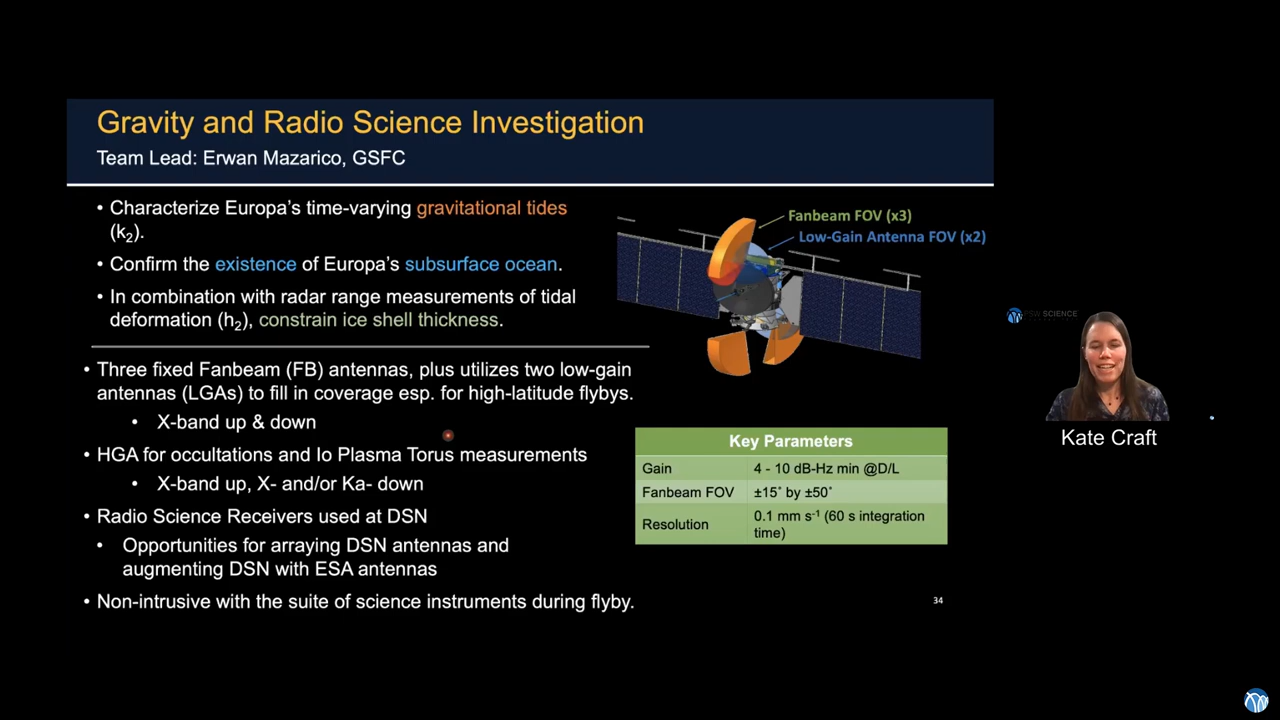 Gravity and Radio Science Investigation
Team Lead: Erwan Mazarico, GSFC
• Characterize Europa's time-varying gravitational tides
(k₂).
• Confirm the existence of Europa's subsurface ocean.
• In combination with radar range measurements of tidal
deformation (h₂), constrain ice shell thickness.
• Three fixed Fanbeam (FB) antennas, plus utilizes two low-gain
antennas (LGAs) to fill in coverage esp. for high-latitude flybys.
• X-band up & down
• HGA for occultations and Io Plasma Torus measurements
• X-band up, X- and/or Ka- down
• Radio Science Receivers used at DSN
• Opportunities for arraying DSN antennas and
augmenting DSN with ESA antennas
• Non-intrusive with the suite of science instruments during flyby.
Fanbeam FOV (x3)
Low-Gain Antenna FOV (x2)
Key Parameters
Gain 4 - 10 dB-Hz min @D/L
Fanbeam FOV ±15° by ±50°
Resolution 0.1 mm s⁻¹ (60 s integration
time)
34
PSW SCIENCE
Kate Craft